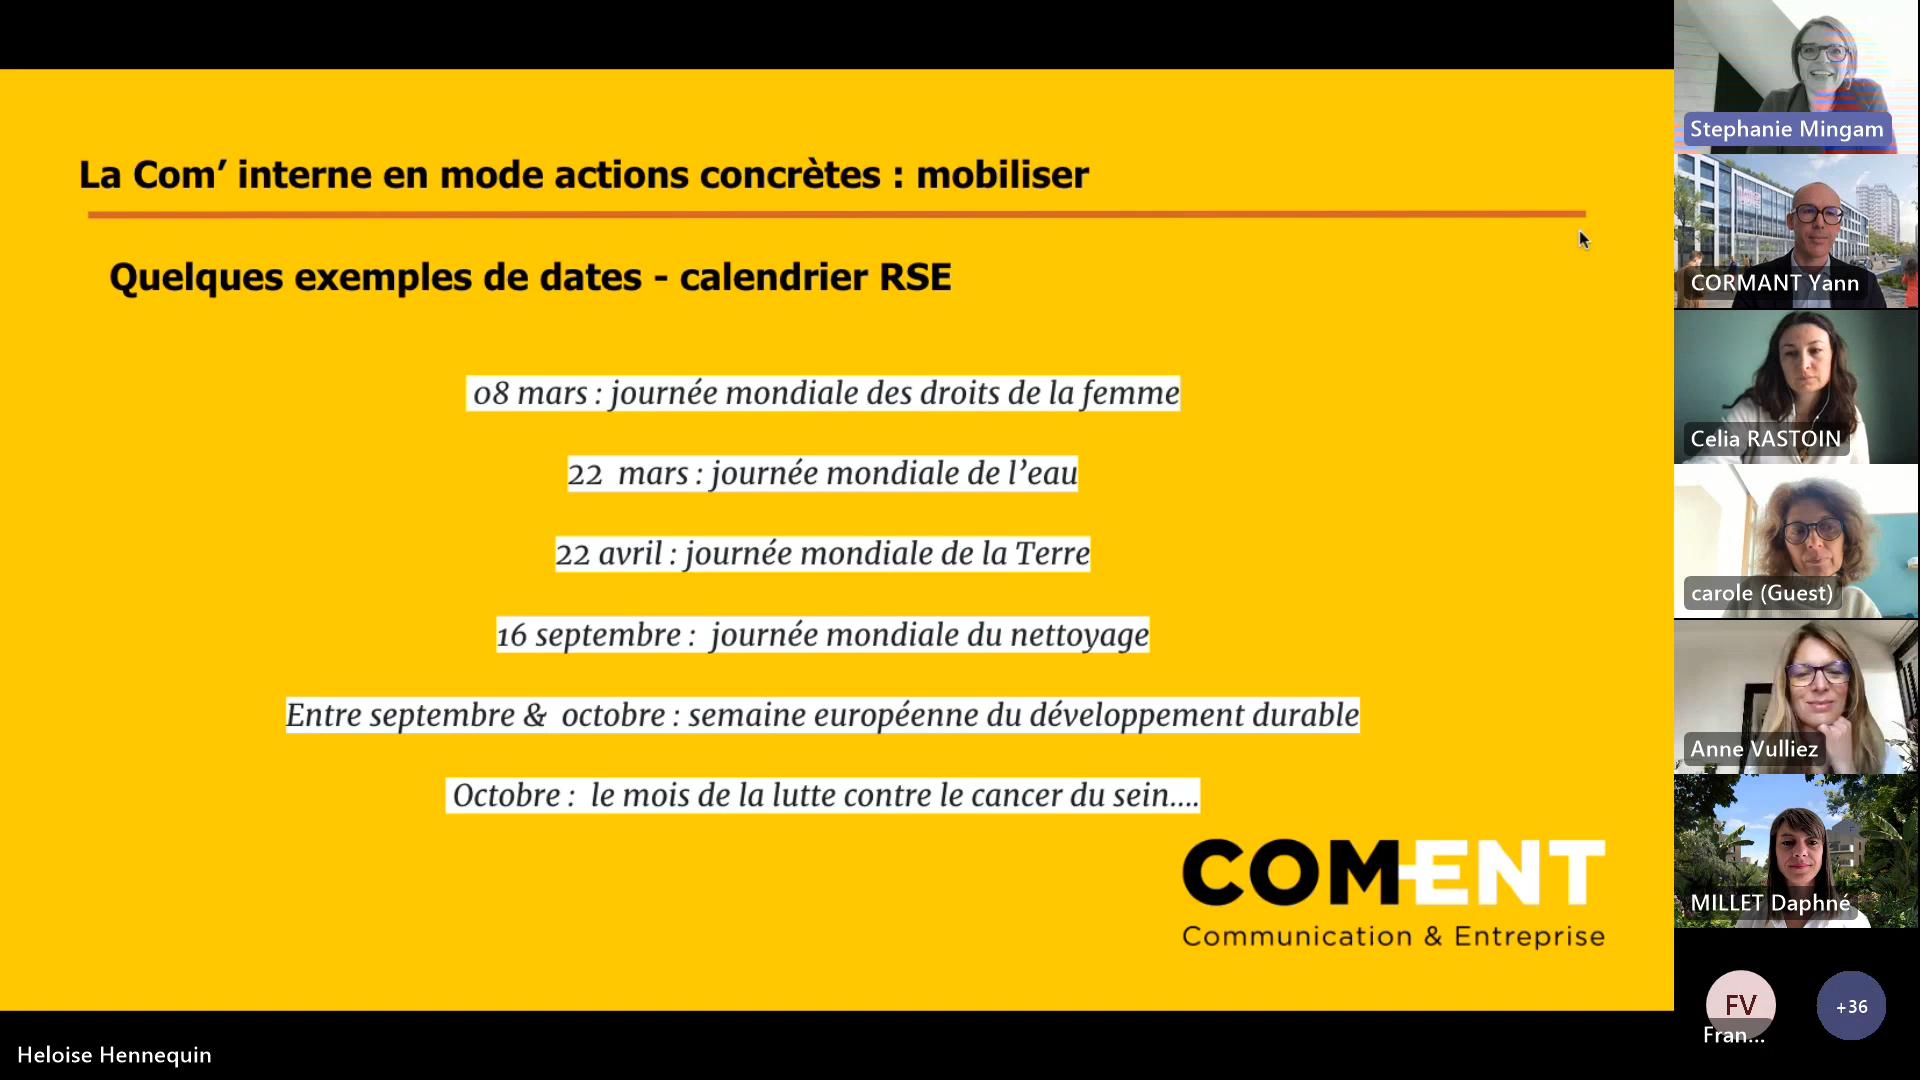 La Com’ interne en mode actions concrètes : mobiliser
Quelques exemples de dates - calendrier RSE
08 mars : journée mondiale des droits de la femme
22 mars : journée mondiale de l’eau
22 avril : journée mondiale de la Terre
16 septembre : journée mondiale du nettoyage
Entre septembre & octobre : semaine européenne du développement durable
Octobre : le mois de la lutte contre le cancer du sein....
COM-ENT
Communication & Entreprise
Heloise Hennequin
Stephanie Mingam
CORMANT Yann
Celia RASTOIN
carole (Guest)
Anne Vulliez
MILLET Daphné
FV
Fran...
+36